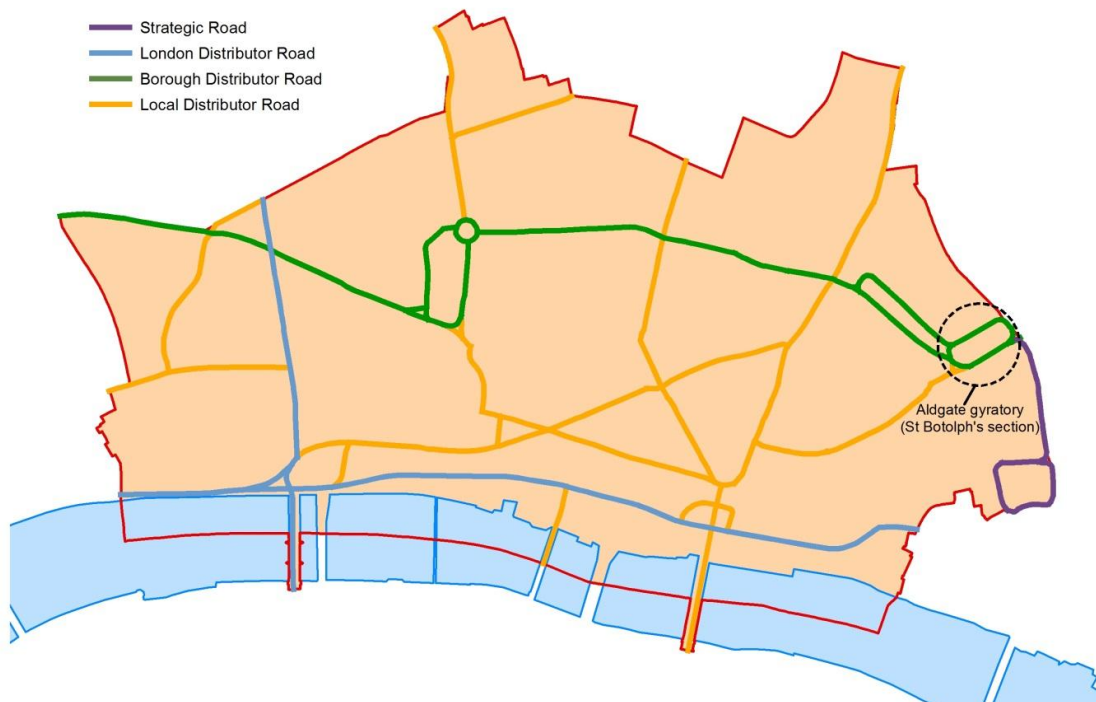 Strategic Road
London Distributor Road
Borough Distributor Road
Local Distributor Road
Aldgate gyratory
(St Botolph's section)